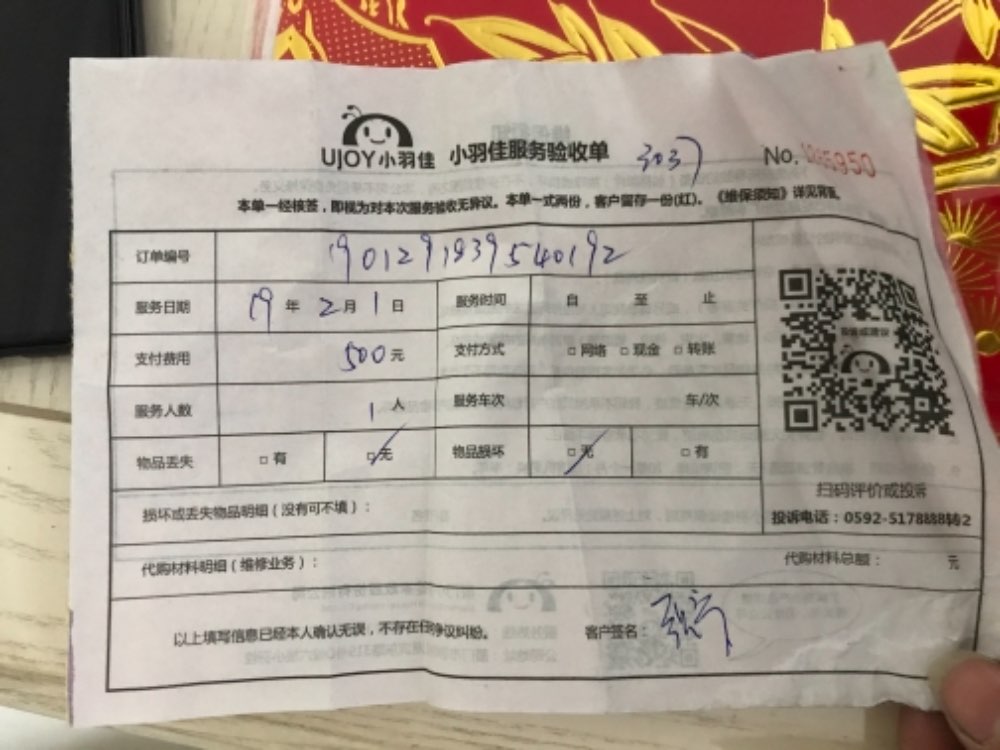 UJOY小羽佳 小羽佳服务验收单 3037 No. 0285950
本单一经核签，即视为对本次服务验收无异议。本单一式两份，客户留存一份(红)。《维保须知》详见背面。
订单编号 1901291939540192
服务日期 19 年 2 月 1 日 服务时间 自 至 止
支付费用 500 元 支付方式 □ 网络 □ 现金 □ 转账
服务人数 1 人 服务车次 车/次
物品丢失 □ 有 □ 无 物品损坏 □ 无 □ 有
损坏或丢失物品明细（没有可不填）：
扫码评价或投诉
投诉电话：0592-5178888转2
代购材料明细（维修业务）： 代购材料总额： 元
以上填写信息已经本人确认无误，不存在任何争议纠纷。 客户签名：